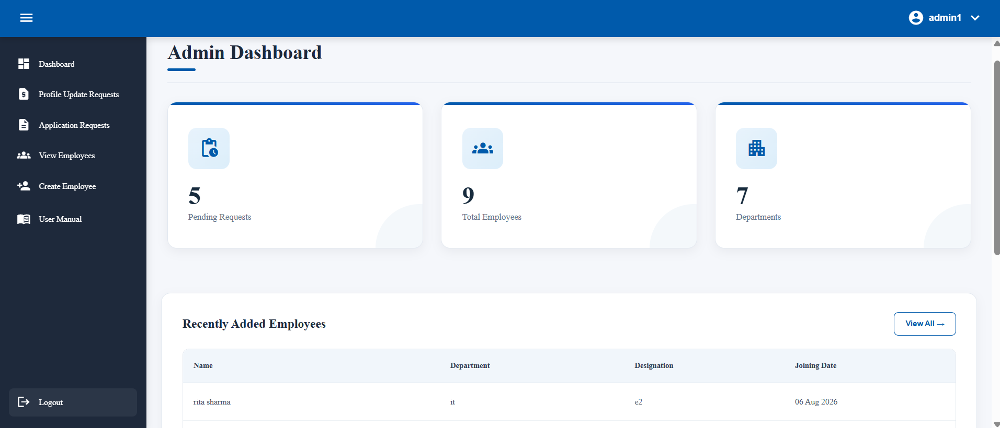 admin1
Dashboard
Profile Update Requests
Application Requests
View Employees
Create Employee
User Manual
Logout
Admin Dashboard
5
Pending Requests
9
Total Employees
7
Departments
Recently Added Employees
View All →
Name Department Designation Joining Date
rita sharma it e2 06 Aug 2026